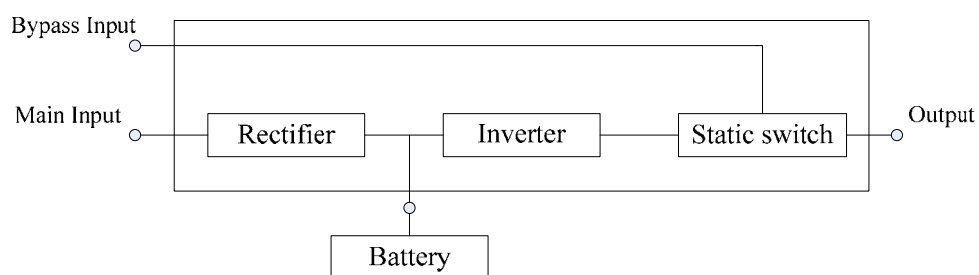 Bypass Input
Main Input
Rectifier
Inverter
Static switch
Output
Battery